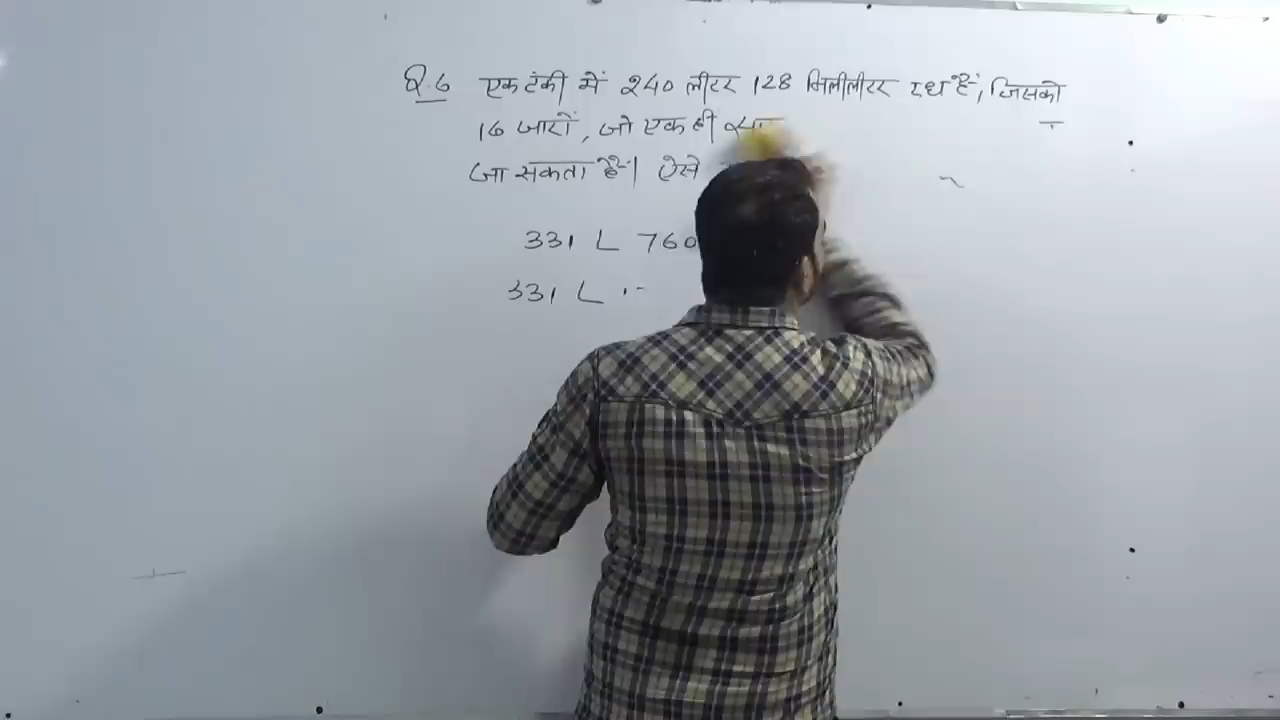 Q.6 एक टंकी में 240 लीटर 128 मिलीलीटर दूध है, जिसको
16 जारों, जो एक ही
जा सकता है। ऐसे
331 L 760
331 L